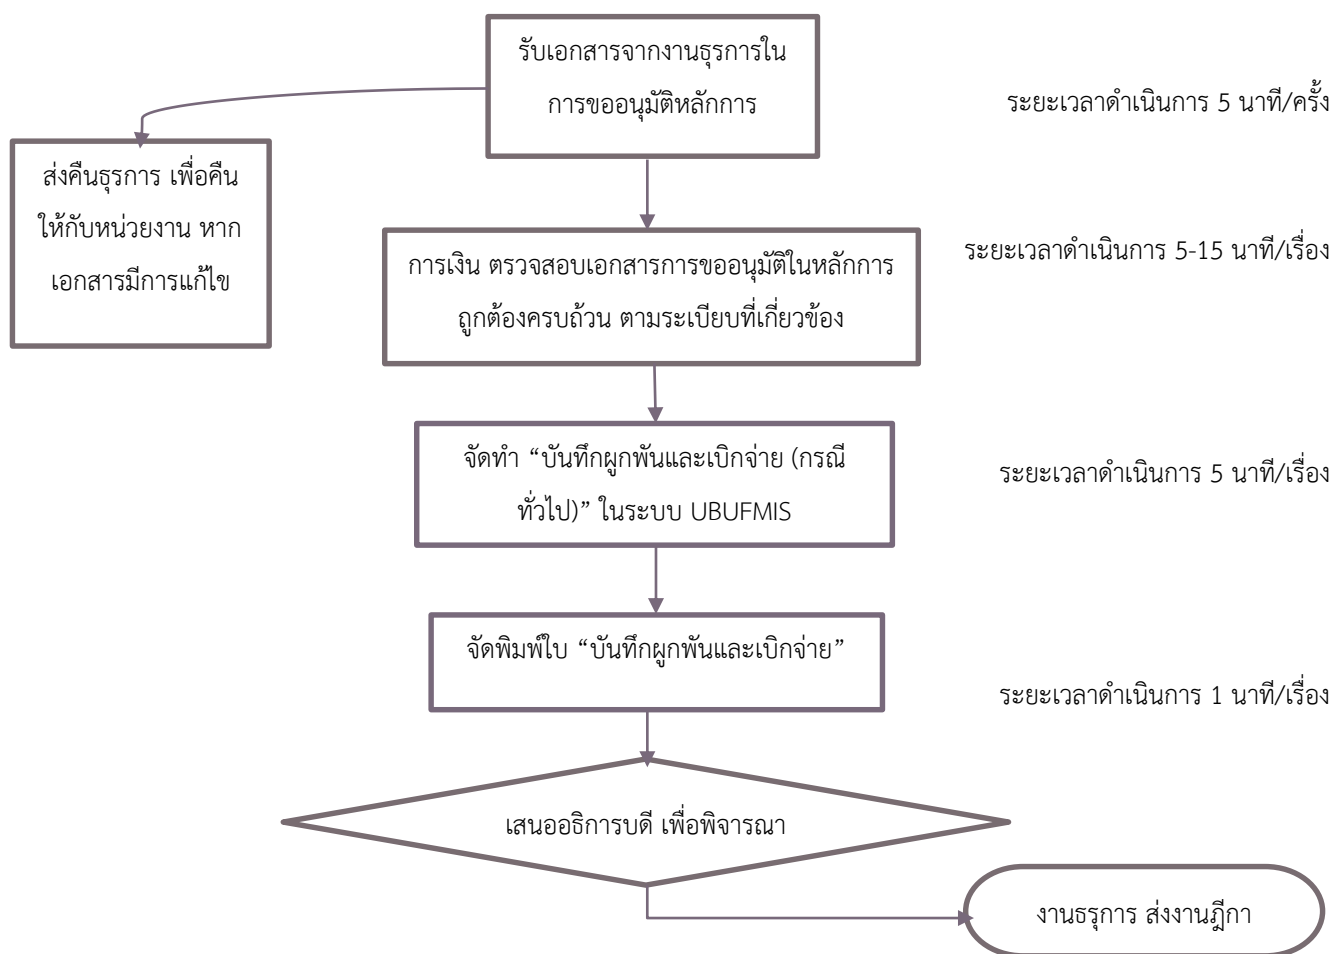 รับเอกสารจากงานธุรการใน
การขออนุมัติหลักการ
ระยะเวลาดำเนินการ 5 นาที/ครั้ง
ส่งคืนธุรการ เพื่อคืน
ให้กับหน่วยงาน หาก
เอกสารมีการแก้ไข
การเงิน ตรวจสอบเอกสารการขออนุมัติในหลักการ
ถูกต้องครบถ้วน ตามระเบียบที่เกี่ยวข้อง
ระยะเวลาดำเนินการ 5-15 นาที/เรื่อง
จัดทำ “บันทึกผูกพันและเบิกจ่าย (กรณี
ทั่วไป)” ในระบบ UBUFMIS
ระยะเวลาดำเนินการ 5 นาที/เรื่อง
จัดพิมพ์ใบ “บันทึกผูกพันและเบิกจ่าย”
ระยะเวลาดำเนินการ 1 นาที/เรื่อง
เสนออธิการบดี เพื่อพิจารณา
งานธรุการ ส่งงานฎีกา